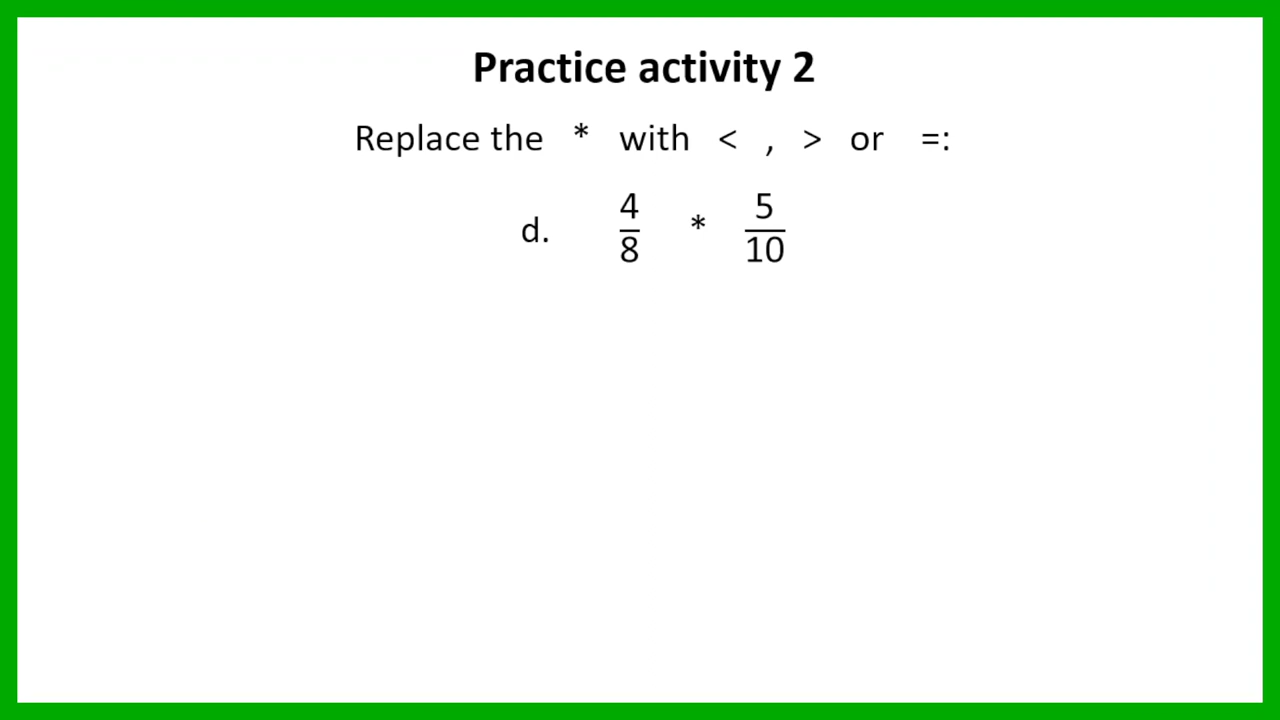 Practice activity 2
Replace the * with < , > or =:
d. 4/8 * 5/10